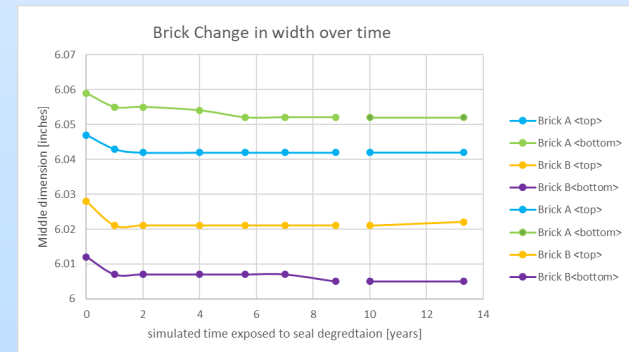 Brick Change in width over time
6.07
6.06
6.05
6.04
6.03
6.02
6.01
6
Middle dimension [inches]
0 2 4 6 8 10 12 14
simulated time exposed to seal degredtaion [years]
Brick A <top>
Brick A <bottom>
Brick B <top>
Brick B<bottom>
Brick A <top>
Brick A <bottom>
Brick B <top>
Brick B<bottom>